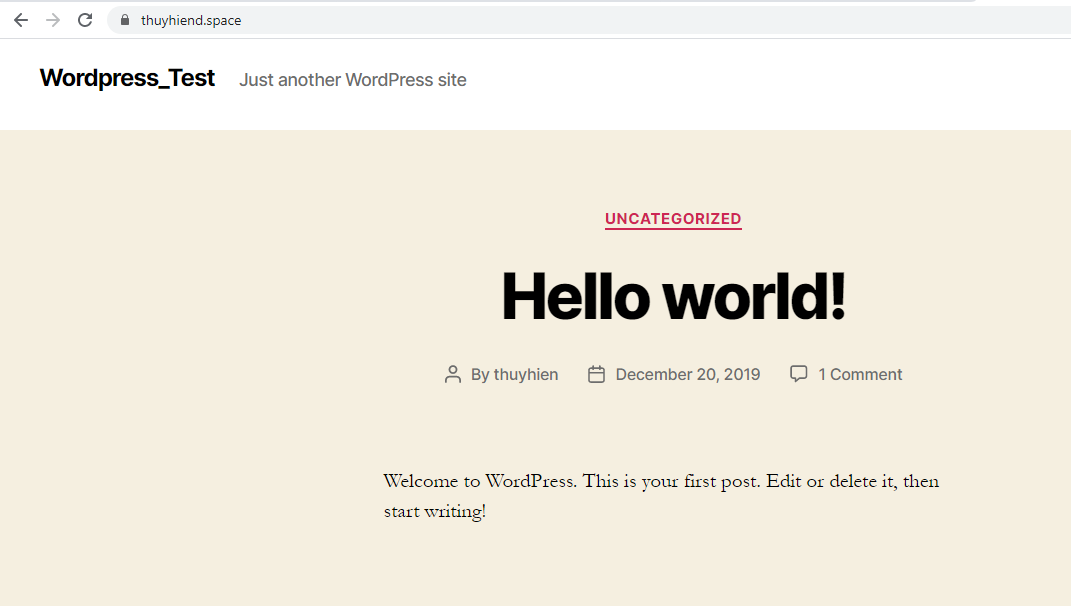 thuyhiend.space
Wordpress_Test Just another WordPress site
UNCATEGORIZED
Hello world!
By thuyhien December 20, 2019 1 Comment
Welcome to WordPress. This is your first post. Edit or delete it, then
start writing!